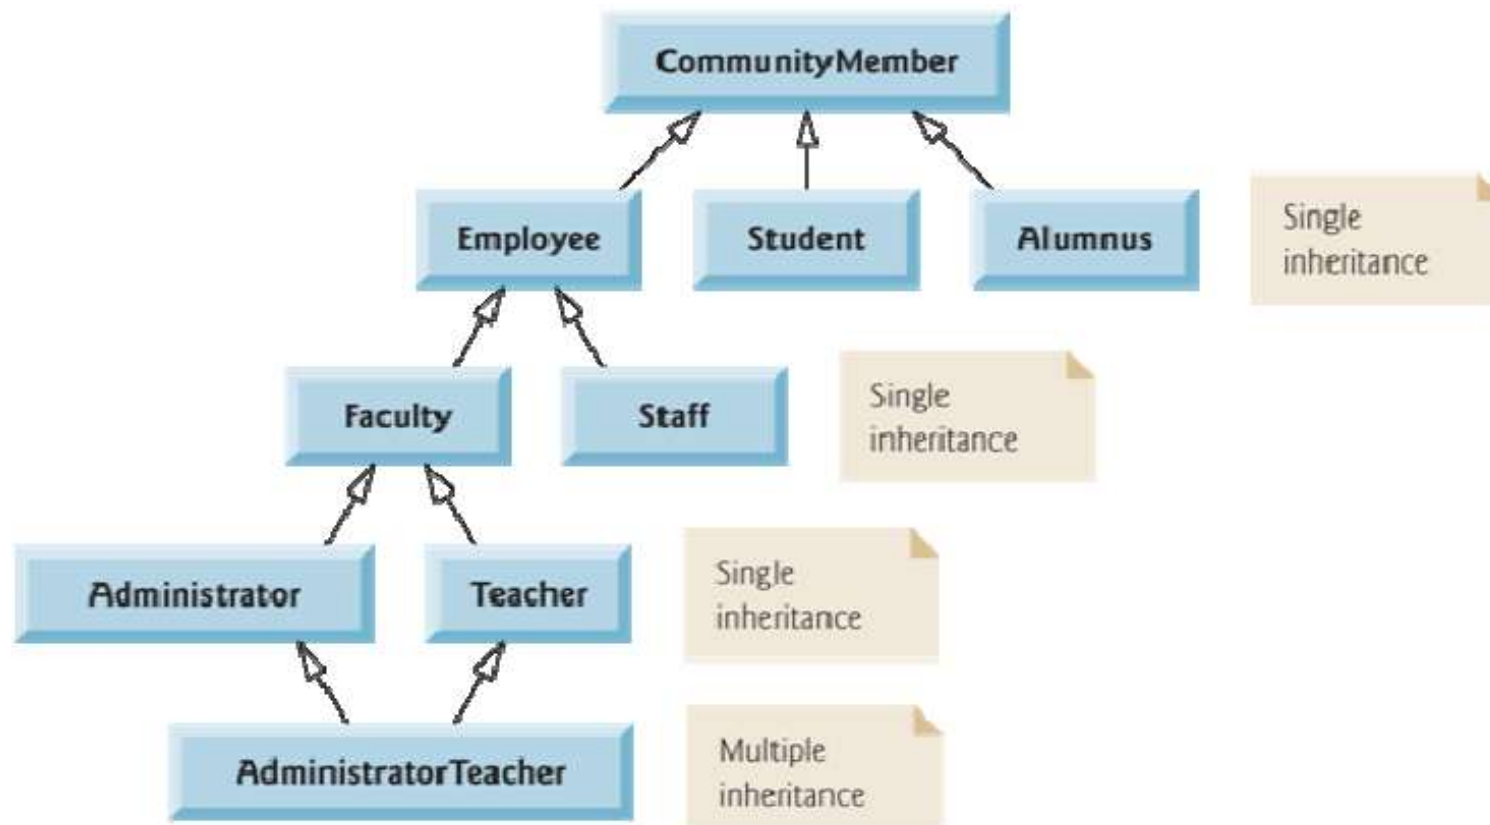 CommunityMember
Employee
Student
Alumnus
Single
inheritance
Faculty
Staff
Single
inheritance
Administrator
Teacher
Single
inheritance
AdministratorTeacher
Multiple
inheritance